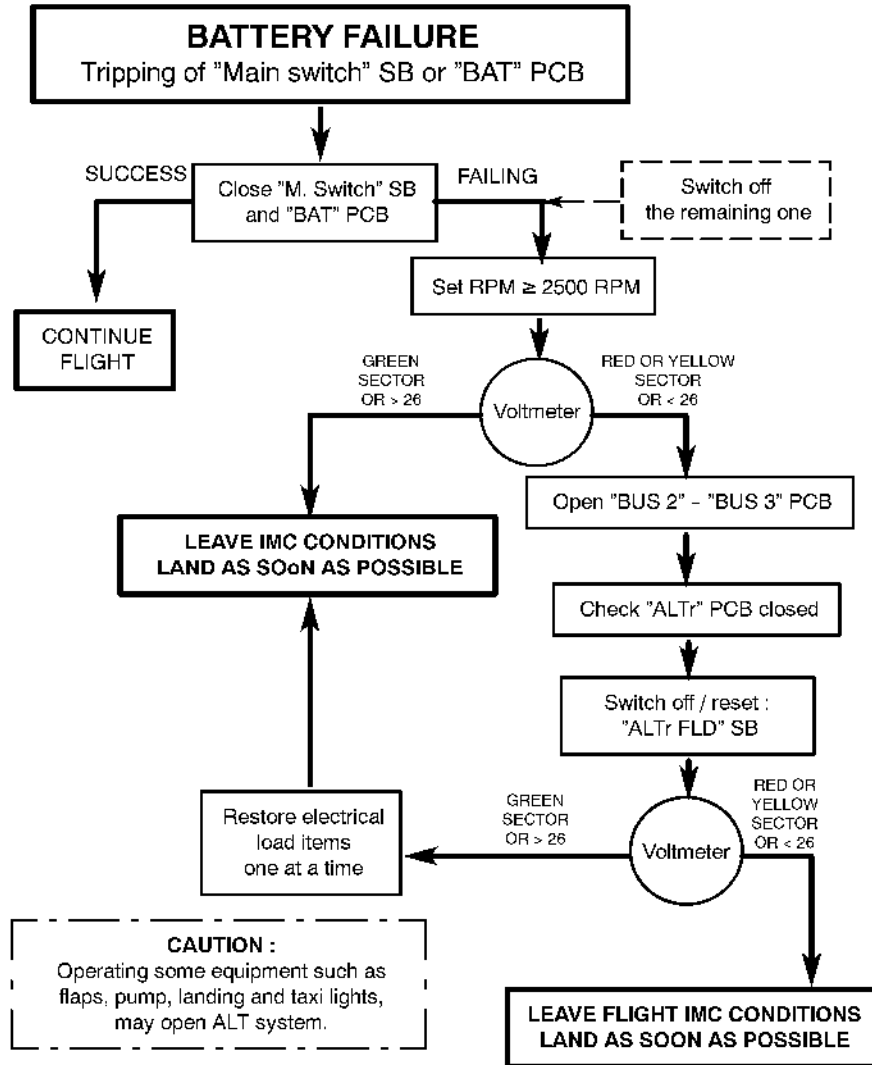 BATTERY FAILURE
Tripping of "Main switch" SB or "BAT" PCB
SUCCESS
Close "M. Switch" SB
and "BAT" PCB
FAILING
Switch off
the remaining one
Set RPM ≥ 2500 RPM
CONTINUE
FLIGHT
GREEN
SECTOR
OR > 26
Voltmeter
RED OR YELLOW
SECTOR
OR < 26
Open "BUS 2" – "BUS 3" PCB
LEAVE IMC CONDITIONS
LAND AS SOoN AS POSSIBLE
Check "ALTr" PCB closed
Switch off / reset :
"ALTr FLD" SB
Restore electrical
load items
one at a time
GREEN
SECTOR
OR > 26
Voltmeter
RED OR
YELLOW
SECTOR
OR < 26
CAUTION :
Operating some equipment such as
flaps, pump, landing and taxi lights,
may open ALT system.
LEAVE FLIGHT IMC CONDITIONS
LAND AS SOON AS POSSIBLE